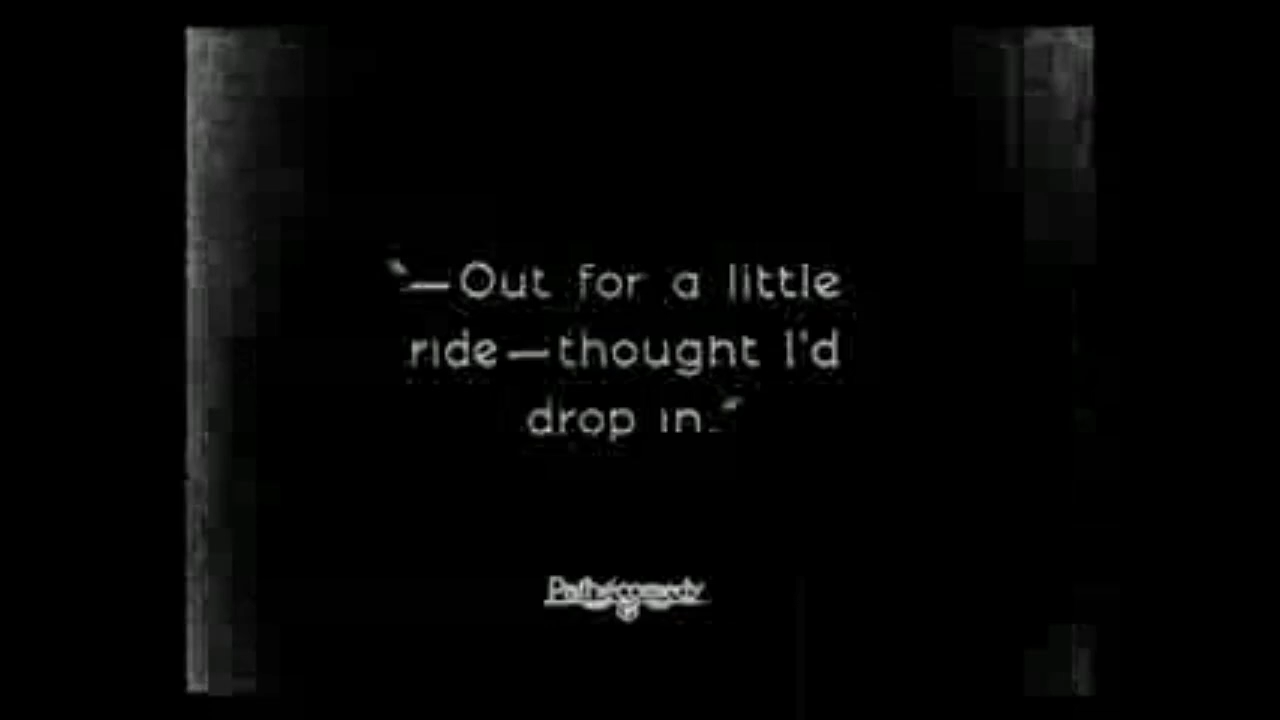 "—Out for a little
ride—thought I'd
drop in."
Pathécomedy